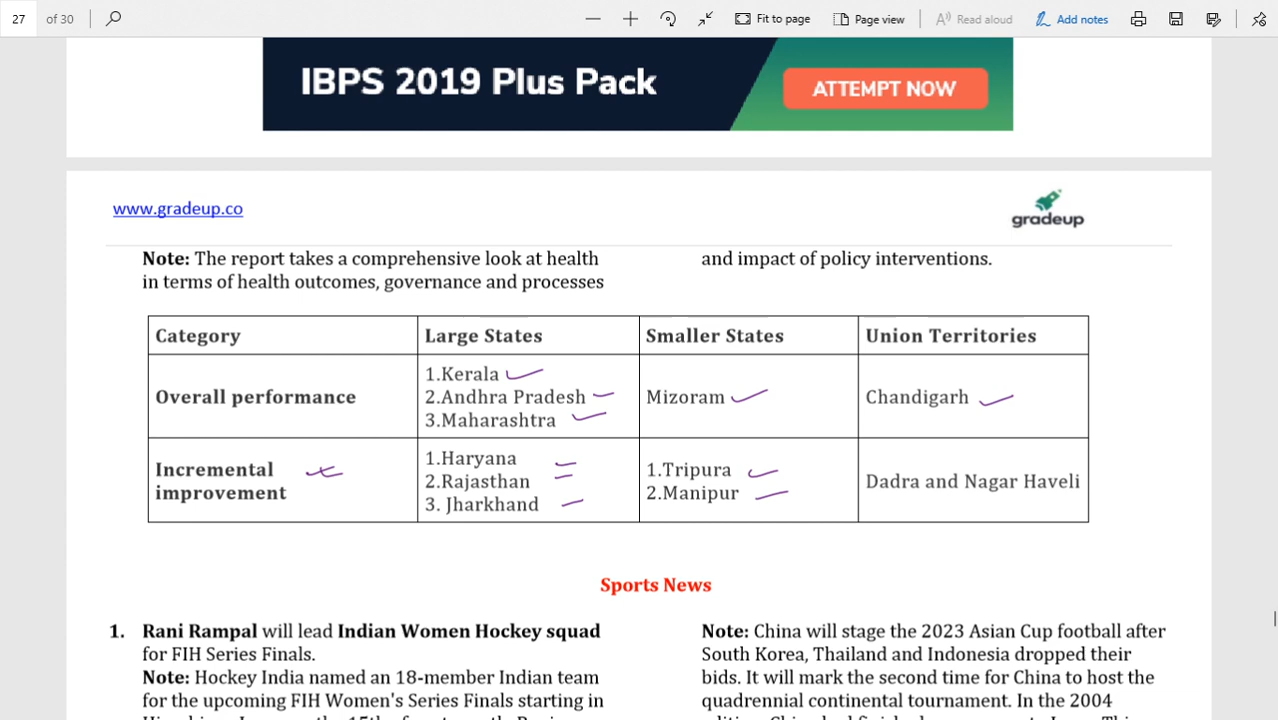 27 of 30 Fit to page Page view Read aloud Add notes
IBPS 2019 Plus Pack
ATTEMPT NOW
www.gradeup.co
gradeup
Note: The report takes a comprehensive look at health
in terms of health outcomes, governance and processes
and impact of policy interventions.
Category Large States Smaller States Union Territories
Overall performance
1.Kerala
2.Andhra Pradesh
3.Maharashtra
Mizoram
Chandigarh
Incremental
improvement
1.Haryana
2.Rajasthan
3. Jharkhand
1.Tripura
2.Manipur
Dadra and Nagar Haveli
Sports News
1. Rani Rampal will lead Indian Women Hockey squad
for FIH Series Finals.
Note: Hockey India named an 18-member Indian team
for the upcoming FIH Women's Series Finals starting in
Note: China will stage the 2023 Asian Cup football after
South Korea, Thailand and Indonesia dropped their
bids. It will mark the second time for China to host the
quadrennial continental tournament. In the 2004